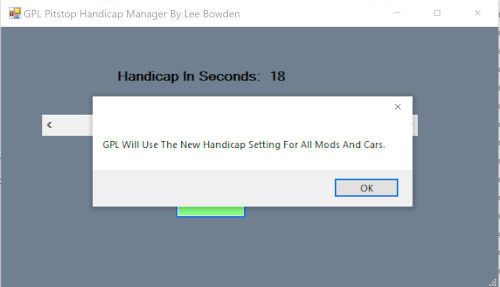 GPL Pitstop Handicap Manager By Lee Bowden
Handicap In Seconds: 18
GPL Will Use The New Handicap Setting For All Mods And Cars.
OK